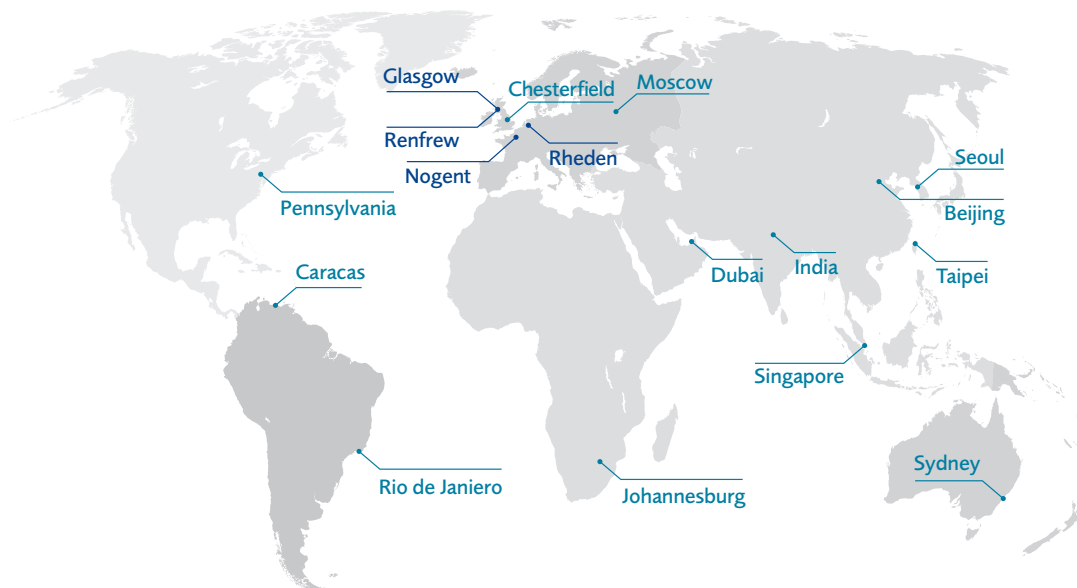 Glasgow
Chesterfield
Moscow
Renfrew
Rheden
Nogent
Seoul
Pennsylvania
Beijing
Caracas
Dubai
India
Taipei
Singapore
Sydney
Rio de Janiero
Johannesburg